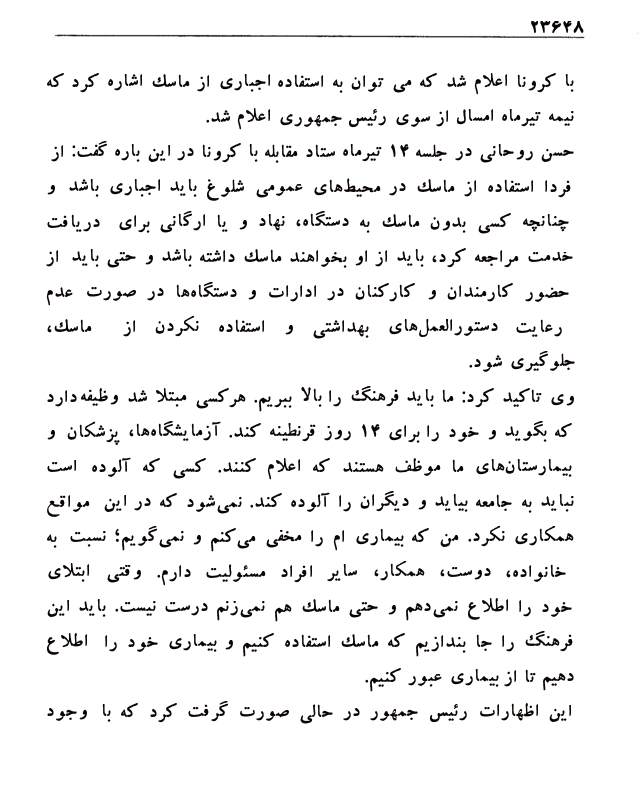 ۲۳۶۴۸
با کرونا اعلام شد که می توان به استفاده اجباری از ماسک اشاره کرد که
نیمه تیرماه امسال از سوی رئیس جمهوری اعلام شد.
حسن روحانی در جلسه ۱۴ تیرماه ستاد مقابله با کرونا در این باره گفت: از
فردا استفاده از ماسک در محیط‌های عمومی شلوغ باید اجباری باشد و
چنانچه کسی بدون ماسک به دستگاه، نهاد و یا ارگانی برای دریافت
خدمت مراجعه کرد، باید از او بخواهند ماسک داشته باشد و حتی باید از
حضور کارمندان و کارکنان در ادارات و دستگاه‌ها در صورت عدم
رعایت دستورالعمل‌های بهداشتی و استفاده نکردن از ماسک،
جلوگیری شود.
وی تاکید کرد: ما باید فرهنگ را بالا ببریم. هرکسی مبتلا شد وظیفه دارد
که بگوید و خود را برای ۱۴ روز قرنطینه کند. آزمایشگاه‌ها، پزشکان و
بیمارستان‌های ما موظف هستند که اعلام کنند. کسی که آلوده است
نباید به جامعه بیاید و دیگران را آلوده کند. نمی‌شود که در این مواقع
همکاری نکرد. من که بیماری ام را مخفی می‌کنم و نمی‌گویم؛ نسبت به
خانواده، دوست، همکار، سایر افراد مسئولیت دارم. وقتی ابتلای
خود را اطلاع نمی‌دهم و حتی ماسک هم نمی‌زنم درست نیست. باید این
فرهنگ را جا بندازیم که ماسک استفاده کنیم و بیماری خود را اطلاع
دهیم تا از بیماری عبور کنیم.
این اظهارات رئیس جمهور در حالی صورت گرفت کرد که با وجود